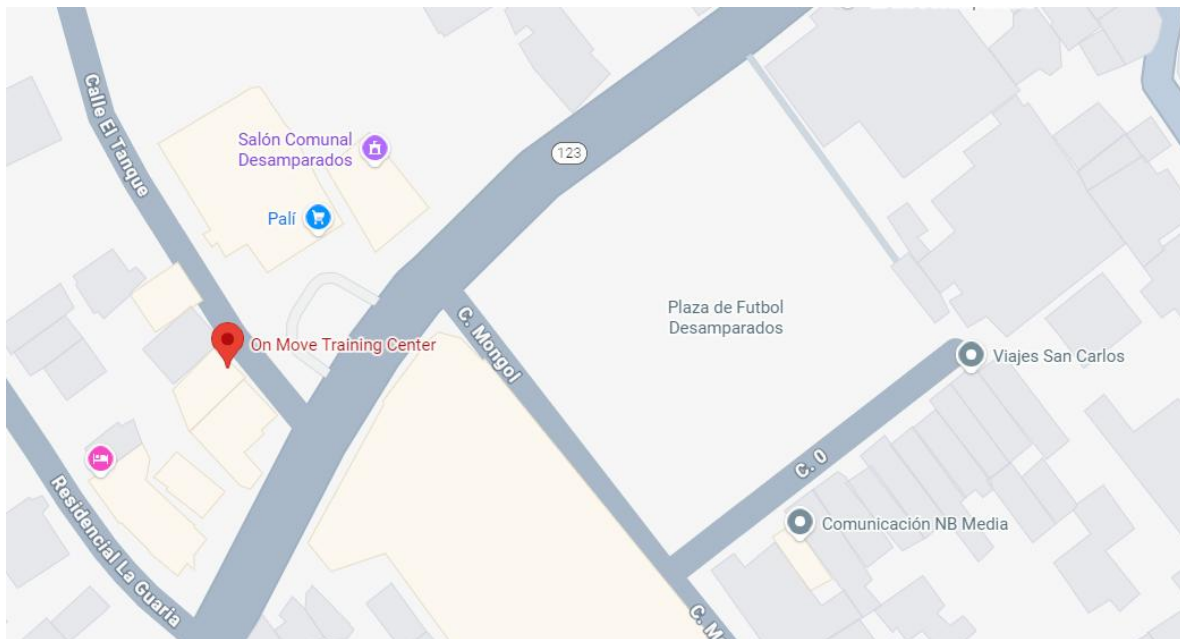 Calle El Tanque
Salón Comunal
Desamparados
123
Palí
Plaza de Futbol
Desamparados
C. Mongol
On Move Training Center
Viajes San Carlos
C. 0
Comunicación NB Media
Residencial La Guaria
C. M